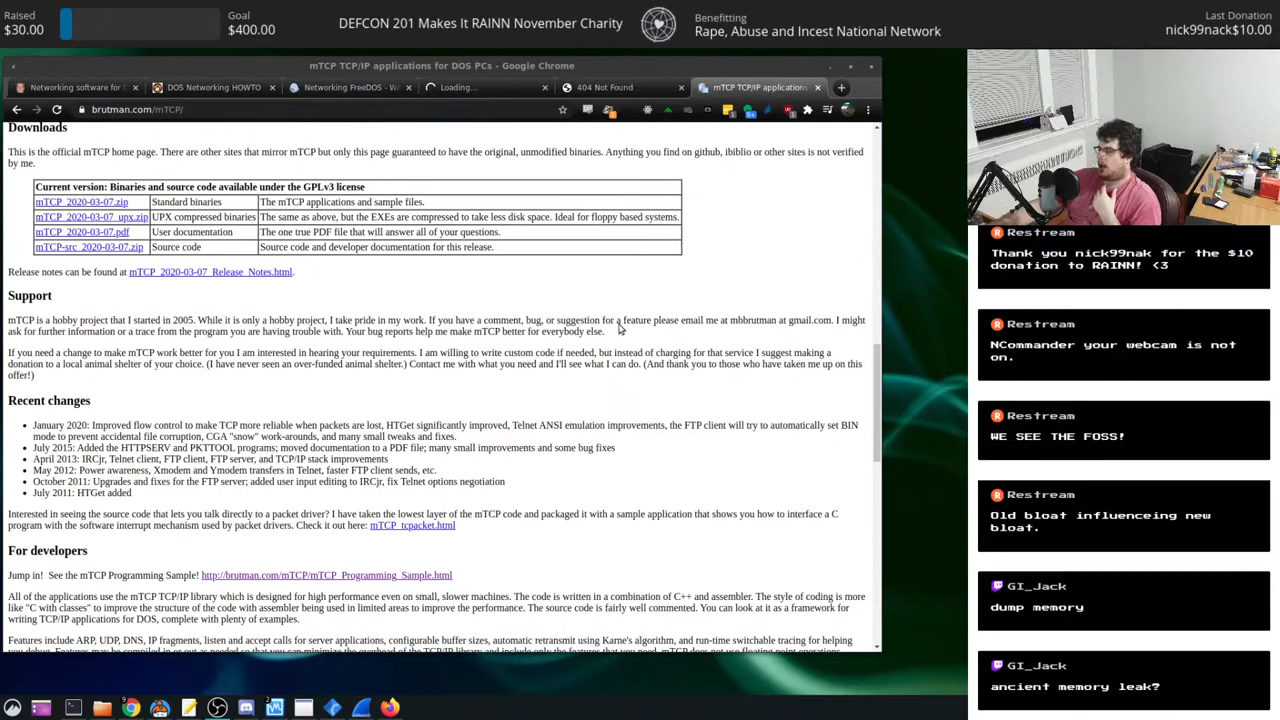 Raised
$30.00
Goal
$400.00
DEFCON 201 Makes It RAINN November Charity
Benefitting
Rape, Abuse and Incest National Network
Last Donation
nick99nack$10.00
mTCP TCP/IP applications for DOS PCs - Google Chrome
Networking software for D
DOS Networking HOWTO
Networking FreeDOS - W
Loading...
404 Not Found
mTCP TCP/IP applications
brutman.com/mTCP/
Downloads
This is the official mTCP home page. There are other sites that mirror mTCP but only this page guaranteed to have the original, unmodified binaries. Anything you find on github, ibiblio or other sites is not verified
by me.
Current version: Binaries and source code available under the GPLv3 license
mTCP_2020-03-07.zip Standard binaries The mTCP applications and sample files.
mTCP_2020-03-07_upx.zip UPX compressed binaries The same as above, but the EXEs are compressed to take less disk space. Ideal for floppy based systems.
mTCP_2020-03-07.pdf User documentation The one true PDF file that will answer all of your questions.
mTCP-src_2020-03-07.zip Source code Source code and developer documentation for this release.
Release notes can be found at mTCP_2020-03-07_Release_Notes.html.
Support
mTCP is a hobby project that I started in 2005. While it is only a hobby project, I take pride in my work. If you have a comment, bug, or suggestion for a feature please email me at mbbrutman at gmail.com. I might
ask for further information or a trace from the program you are having trouble with. Your bug reports help me make mTCP better for everybody else.
If you need a change to make mTCP work better for you I am interested in hearing your requirements. I am willing to write custom code if needed, but instead of charging for that service I suggest making a
donation to a local animal shelter of your choice. (I have never seen an over-funded animal shelter.) Contact me with what you need and I'll see what I can do. (And thank you to those who have taken me up on this
offer!)
Recent changes
January 2020: Improved flow control to make TCP more reliable when packets are lost, HTGet significantly improved, Telnet ANSI emulation improvements, the FTP client will try to automatically set BIN
mode to prevent accidental file corruption, CGA "snow" work-arounds, and many small tweaks and fixes.
July 2015: Added the HTTPSERV and PKTTOOL programs; moved documentation to a PDF file; many small improvements and some bug fixes
April 2013: IRCjr, Telnet client, FTP client, FTP server, and TCP/IP stack improvements
May 2012: Power awareness, Xmodem and Ymodem transfers in Telnet, faster FTP client sends, etc.
October 2011: Upgrades and fixes for the FTP server; added user input editing to IRCjr, fix Telnet options negotiation
July 2011: HTGet added
Interested in seeing the source code that lets you talk directly to a packet driver? I have taken the lowest layer of the mTCP code and packaged it with a sample application that shows you how to interface a C
program with the software interrupt mechanism used by packet drivers. Check it out here: mTCP_tcpacket.html
For developers
Jump in! See the mTCP Programming Sample! http://brutman.com/mTCP/mTCP_Programming_Sample.html
All of the applications use the mTCP TCP/IP library which is designed for high performance even on small, slower machines. The code is written in a combination of C++ and assembler. The style of coding is more
like "C with classes" to improve the structure of the code with assembler being used in limited areas to improve the performance. The source code is fairly well commented. You can look at it as a framework for
writing TCP/IP applications for DOS, complete with plenty of examples.
Features include ARP, UDP, DNS, IP fragments, listen and accept calls for server applications, configurable buffer sizes, automatic retransmit using Karne's algorithm, and run-time switchable tracing for helping
Restream
Thank you nick99nak for the $10
donation to RAINN! <3
Restream
NCommander your webcam is not
on.
Restream
WE SEE THE FOSS!
Restream
Old bloat influenceing new
bloat.
GI_Jack
dump memory
GI_Jack
ancient memory leak?